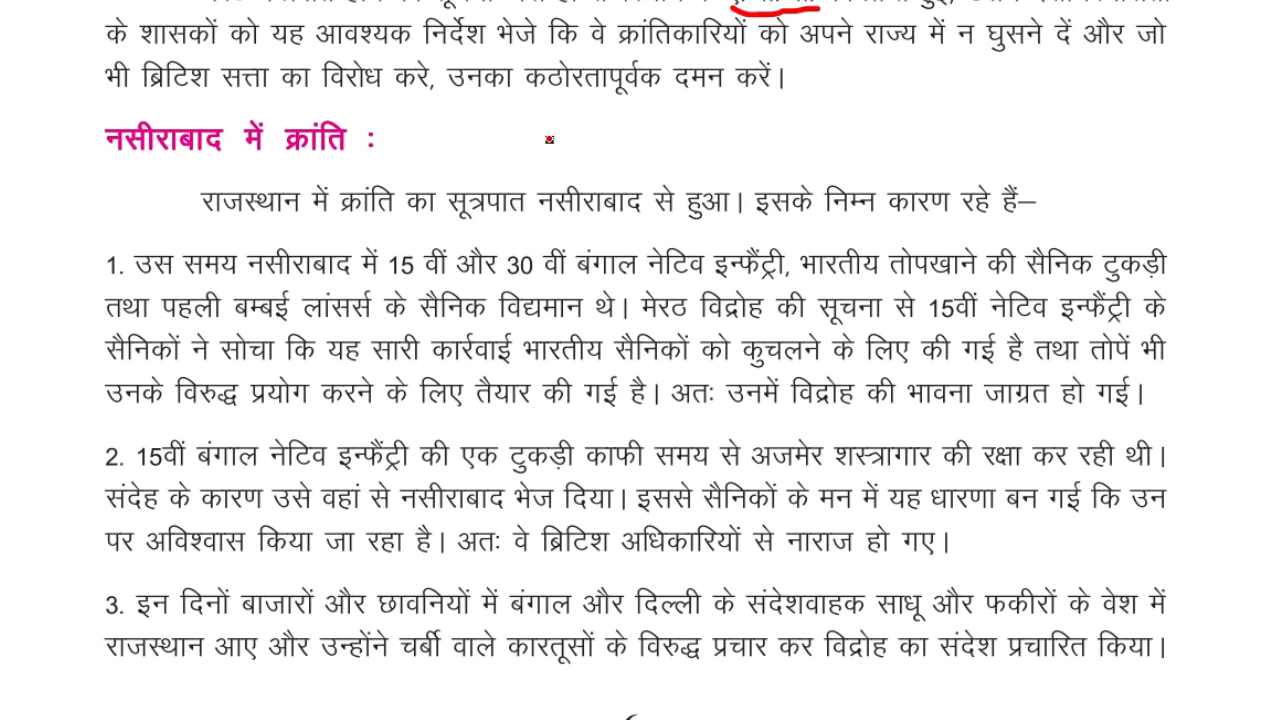 के शासकों को यह आवश्यक निर्देश भेजे कि वे क्रांतिकारियों को अपने राज्य में न घुसने दें और जो
भी ब्रिटिश सत्ता का विरोध करे, उनका कठोरतापूर्वक दमन करें।
नसीराबाद में क्रांति :
राजस्थान में क्रांति का सूत्रपात नसीराबाद से हुआ। इसके निम्न कारण रहे हैं–
1. उस समय नसीराबाद में 15 वीं और 30 वीं बंगाल नेटिव इन्फैंट्री, भारतीय तोपखाने की सैनिक टुकड़ी
तथा पहली बम्बई लांसर्स के सैनिक विद्यमान थे। मेरठ विद्रोह की सूचना से 15वीं नेटिव इन्फैंट्री के
सैनिकों ने सोचा कि यह सारी कार्रवाई भारतीय सैनिकों को कुचलने के लिए की गई है तथा तोपें भी
उनके विरुद्ध प्रयोग करने के लिए तैयार की गई है। अतः उनमें विद्रोह की भावना जाग्रत हो गई।
2. 15वीं बंगाल नेटिव इन्फैंट्री की एक टुकड़ी काफी समय से अजमेर शस्त्रागार की रक्षा कर रही थी।
संदेह के कारण उसे वहां से नसीराबाद भेज दिया। इससे सैनिकों के मन में यह धारणा बन गई कि उन
पर अविश्वास किया जा रहा है। अतः वे ब्रिटिश अधिकारियों से नाराज हो गए।
3. इन दिनों बाजारों और छावनियों में बंगाल और दिल्ली के संदेशवाहक साधू और फकीरों के वेश में
राजस्थान आए और उन्होंने चर्बी वाले कारतूसों के विरुद्ध प्रचार कर विद्रोह का संदेश प्रचारित किया।